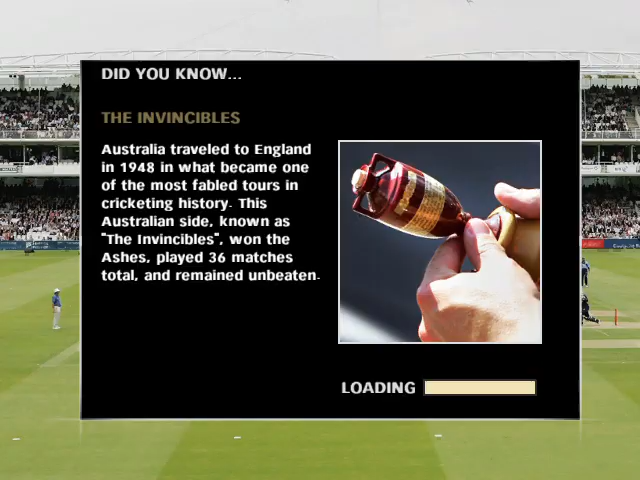 DID YOU KNOW...
THE INVINCIBLES
Australia traveled to England
in 1948 in what became one
of the most fabled tours in
cricketing history. This
Australian side, known as
"The Invincibles", won the
Ashes, played 36 matches
total, and remained unbeaten.
LOADING